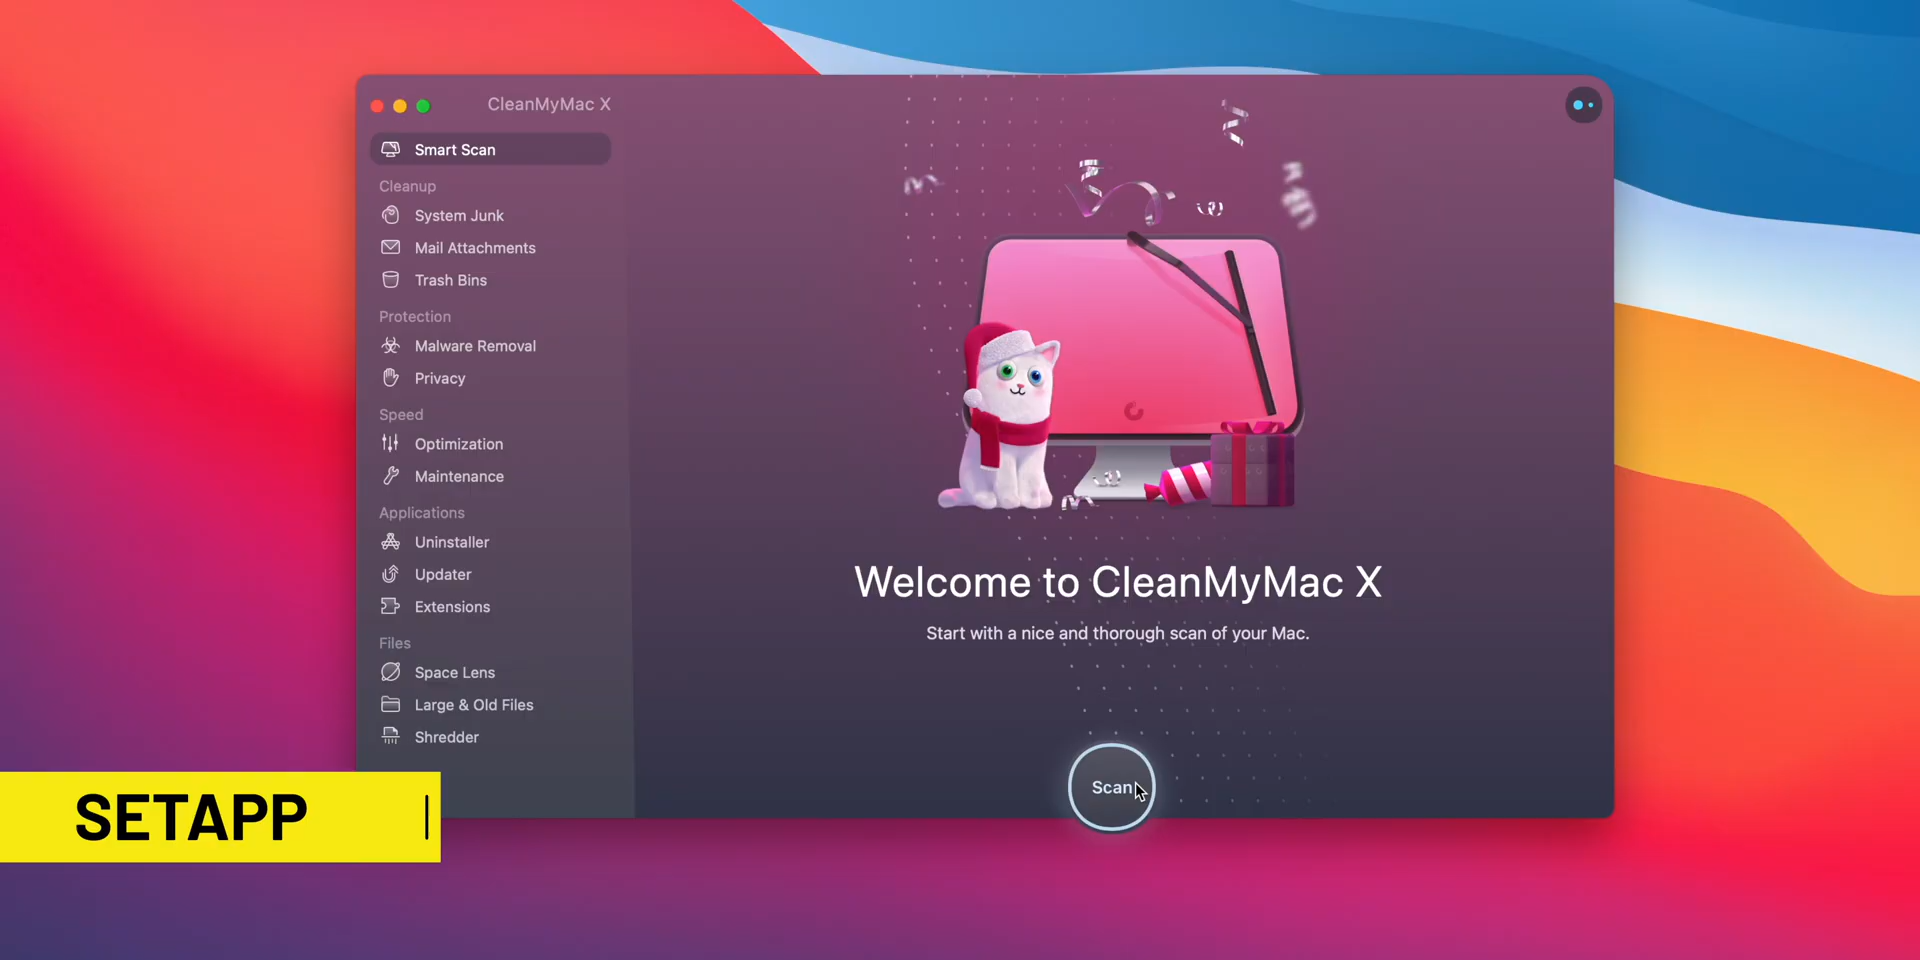 CleanMyMac X
Smart Scan
Cleanup
System Junk
Mail Attachments
Trash Bins
Protection
Malware Removal
Privacy
Speed
Optimization
Maintenance
Applications
Uninstaller
Updater
Extensions
Files
Space Lens
Large & Old Files
Shredder
Welcome to CleanMyMac X
Start with a nice and thorough scan of your Mac.
Scan
SETAPP